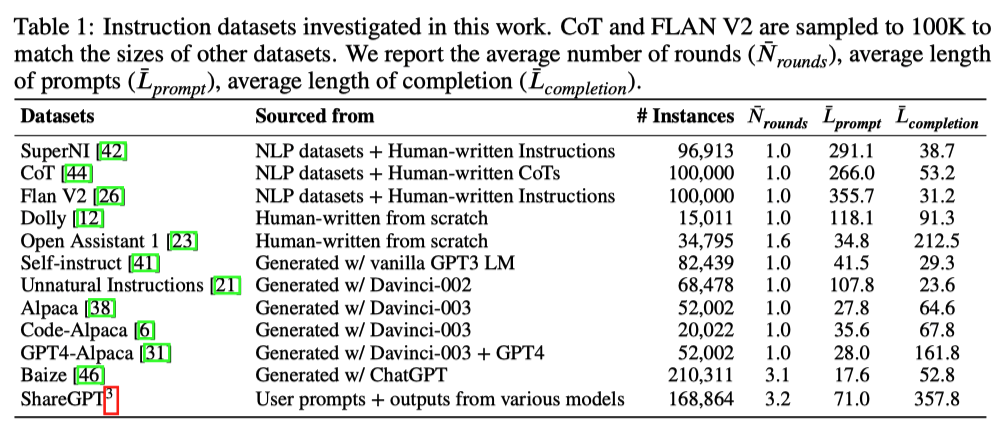 Table 1: Instruction datasets investigated in this work. CoT and FLAN V2 are sampled to 100K to
match the sizes of other datasets. We report the average number of rounds (N̄rounds), average length
of prompts (L̄prompt), average length of completion (L̄completion).
Datasets Sourced from # Instances N̄rounds L̄prompt L̄completion
SuperNI [42] NLP datasets + Human-written Instructions 96,913 1.0 291.1 38.7
CoT [44] NLP datasets + Human-written CoTs 100,000 1.0 266.0 53.2
Flan V2 [26] NLP datasets + Human-written Instructions 100,000 1.0 355.7 31.2
Dolly [12] Human-written from scratch 15,011 1.0 118.1 91.3
Open Assistant 1 [23] Human-written from scratch 34,795 1.6 34.8 212.5
Self-instruct [41] Generated w/ vanilla GPT3 LM 82,439 1.0 41.5 29.3
Unnatural Instructions [21] Generated w/ Davinci-002 68,478 1.0 107.8 23.6
Alpaca [38] Generated w/ Davinci-003 52,002 1.0 27.8 64.6
Code-Alpaca [6] Generated w/ Davinci-003 20,022 1.0 35.6 67.8
GPT4-Alpaca [31] Generated w/ Davinci-003 + GPT4 52,002 1.0 28.0 161.8
Baize [46] Generated w/ ChatGPT 210,311 3.1 17.6 52.8
ShareGPT³ User prompts + outputs from various models 168,864 3.2 71.0 357.8